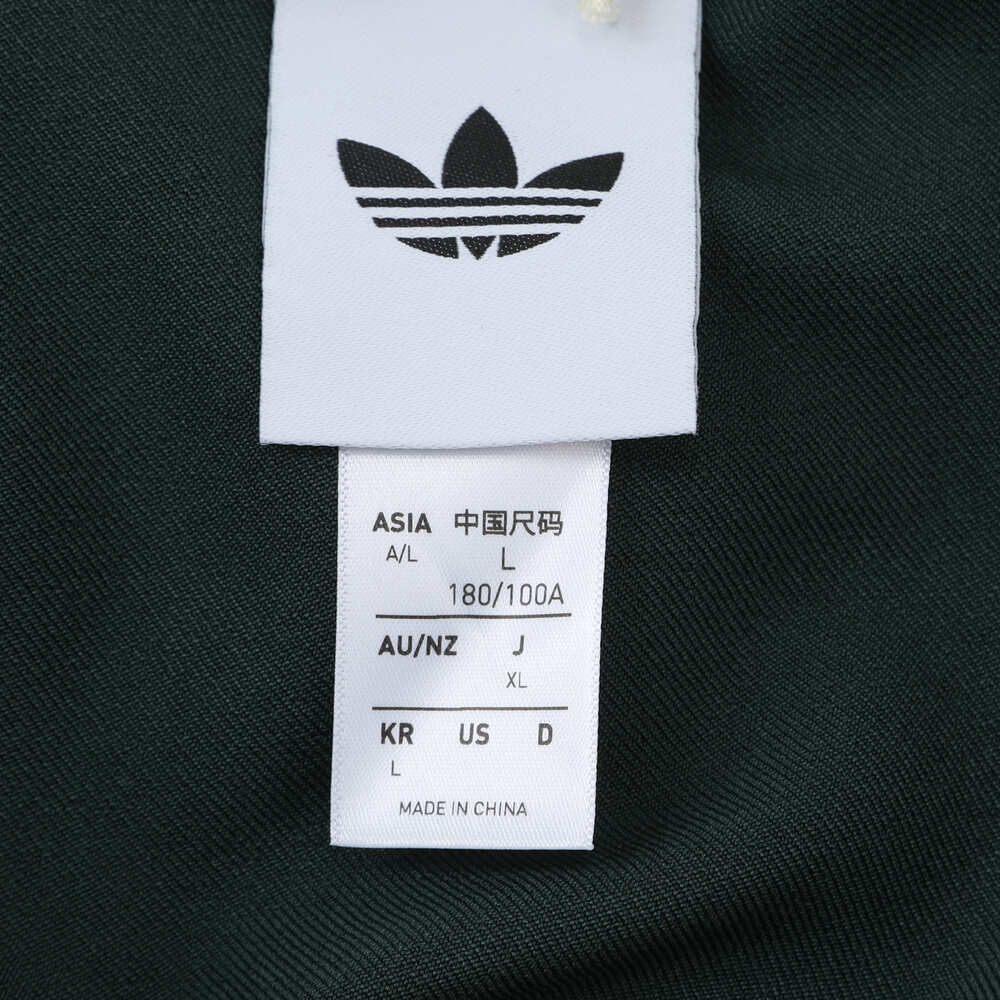 ASIA 中国尺码
A/L L
180/100A
AU/NZ J
XL
KR US D
L
MADE IN CHINA